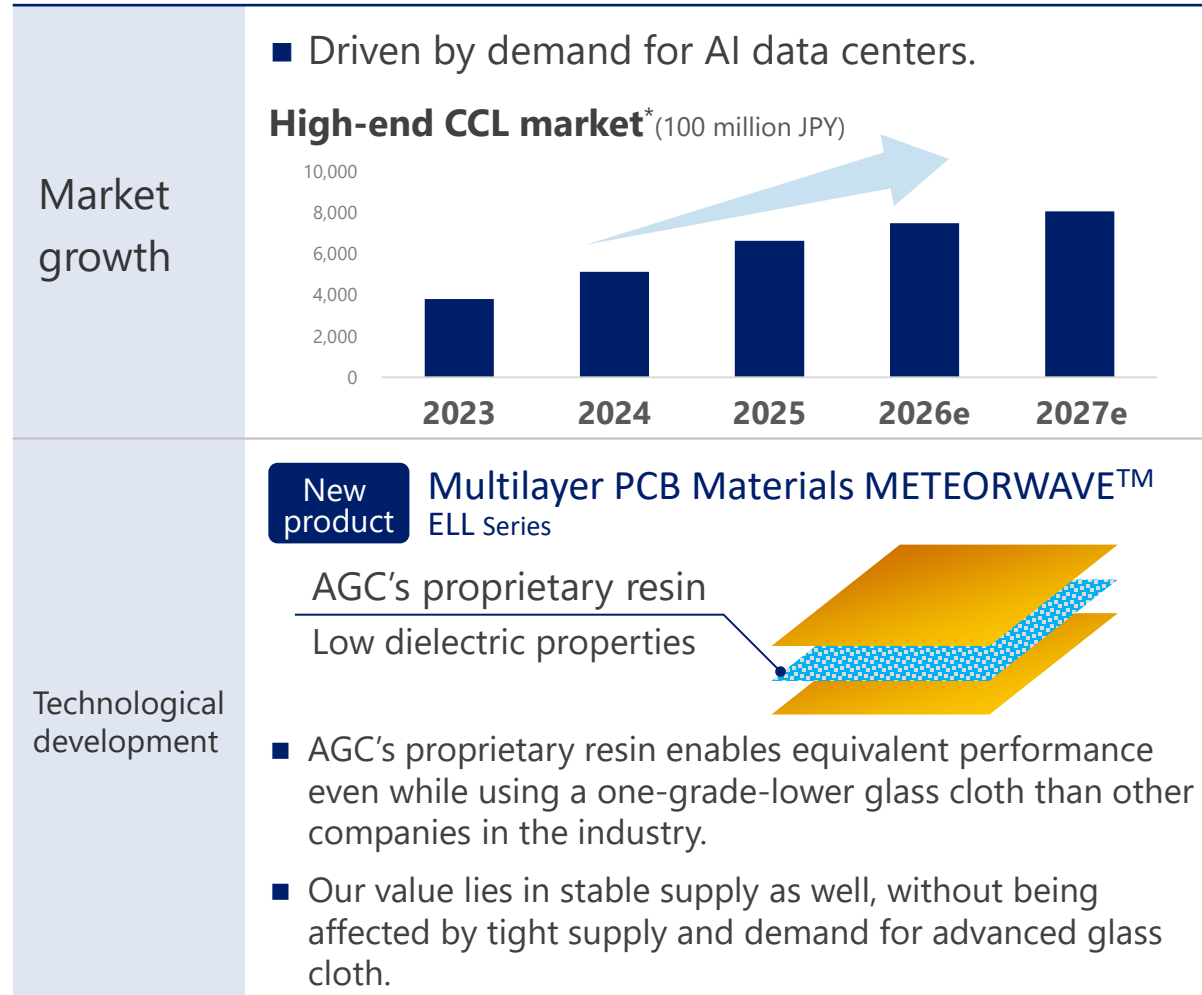 Market
growth
■ Driven by demand for AI data centers.
High-end CCL market* (100 million JPY)
10,000
8,000
6,000
4,000
2,000
0
2023 2024 2025 2026e 2027e
Technological
development
New
product
Multilayer PCB Materials METEORWAVE™
ELL Series
AGC's proprietary resin
Low dielectric properties
■ AGC's proprietary resin enables equivalent performance
even while using a one-grade-lower glass cloth than other
companies in the industry.
■ Our value lies in stable supply as well, without being
affected by tight supply and demand for advanced glass
cloth.